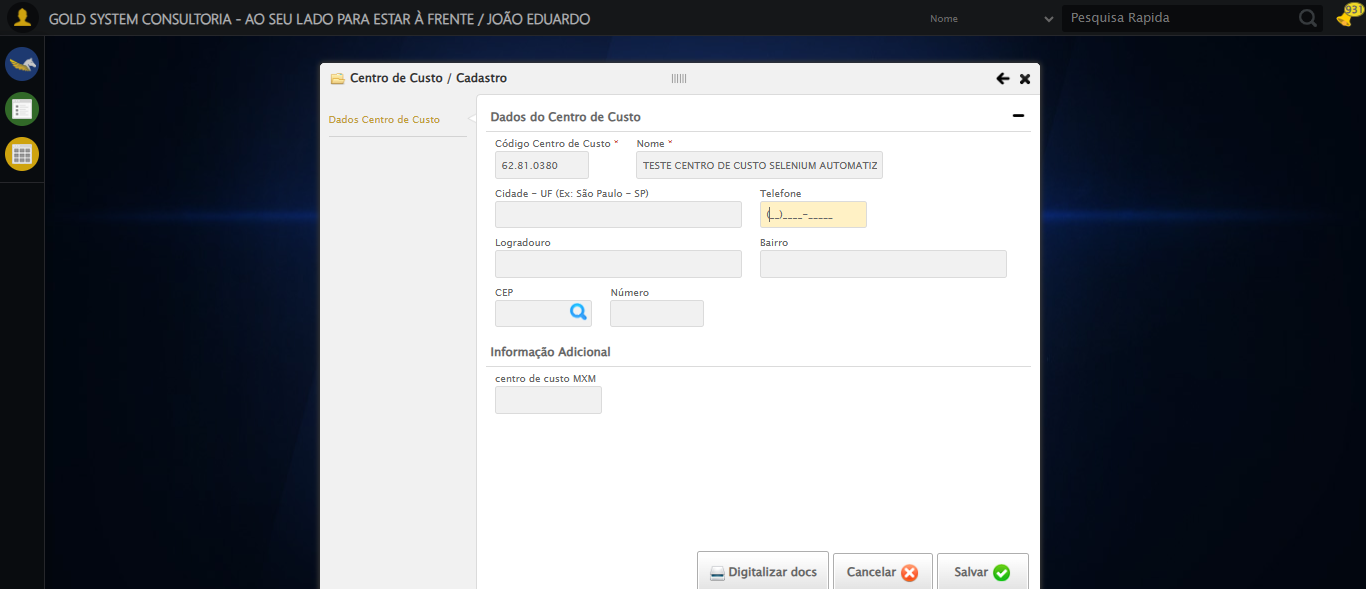 GOLD SYSTEM CONSULTORIA - AO SEU LADO PARA ESTAR À FRENTE / JOÃO EDUARDO
Nome
Pesquisa Rapida
931
Centro de Custo / Cadastro
Dados Centro de Custo
Dados do Centro de Custo
Código Centro de Custo * Nome *
62.81.0380 TESTE CENTRO DE CUSTO SELENIUM AUTOMATIZ
Cidade - UF (Ex: São Paulo - SP) Telefone
(__)____-_____
Logradouro Bairro
CEP Número
Informação Adicional
centro de custo MXM
Digitalizar docs Cancelar Salvar